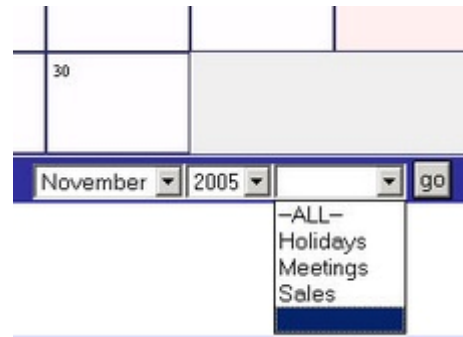 30
November 2005 go
–ALL–
Holidays
Meetings
Sales